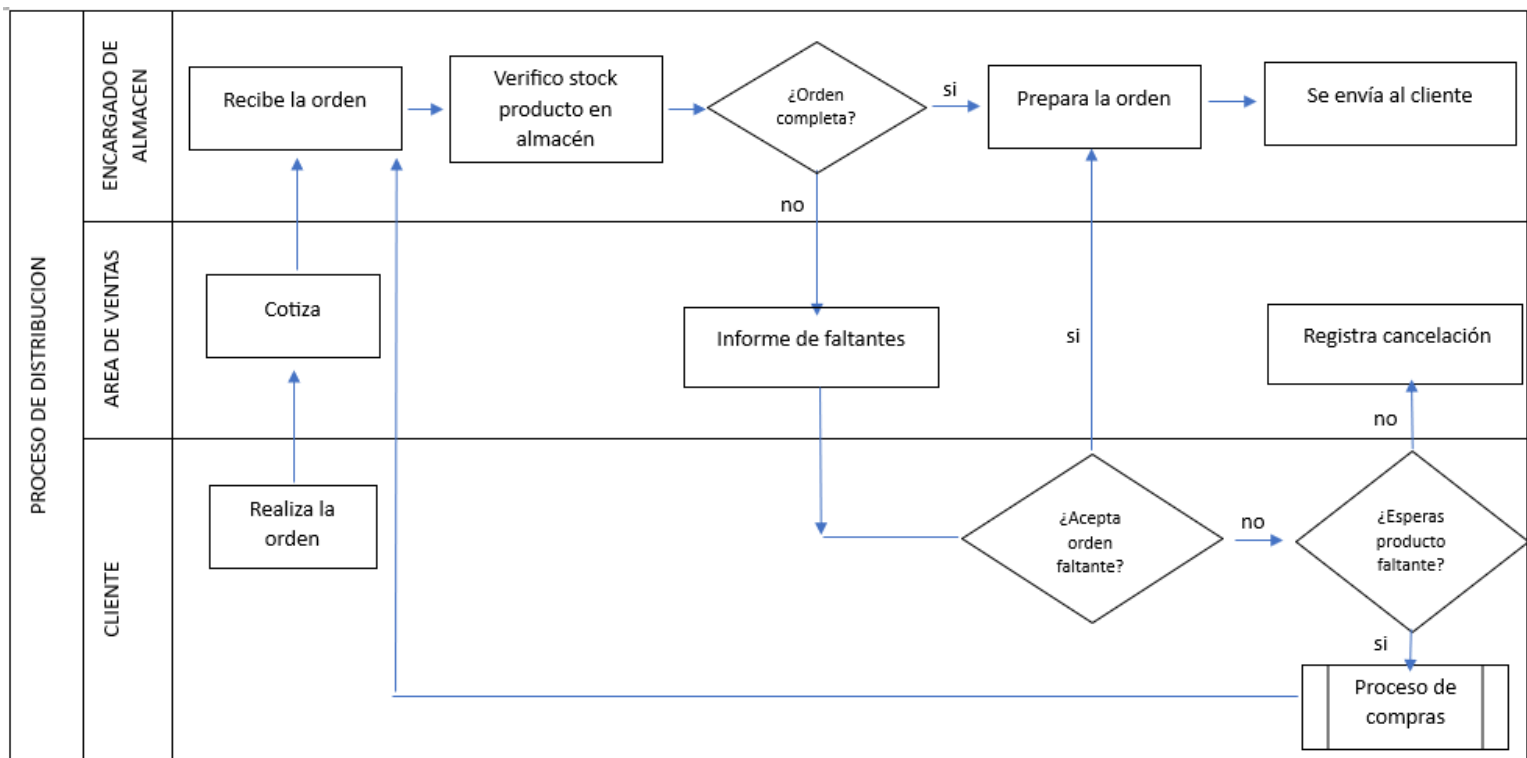 PROCESO DE DISTRIBUCION
ENCARGADO DE
ALMACEN
Recibe la orden
Verifico stock
producto en
almacén
¿Orden
completa?
si
Prepara la orden
Se envía al cliente
no
AREA DE VENTAS
Cotiza
Informe de faltantes
si
Registra cancelación
no
CLIENTE
Realiza la
orden
¿Acepta
orden
faltante?
no
¿Esperas
producto
faltante?
si
Proceso de
compras